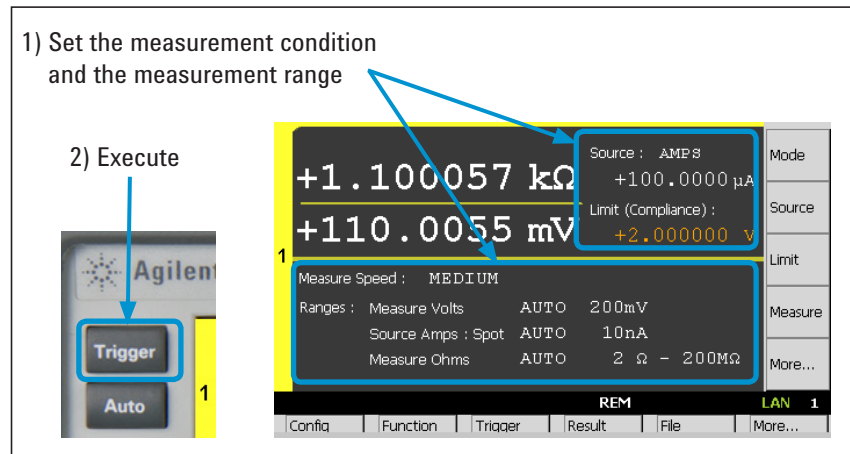 1) Set the measurement condition
and the measurement range
2) Execute
Agilent
Trigger
Auto
1
+1.100057 kΩ
+110.0055 mV
1
Source : AMPS
+100.0000 µA
Limit (Compliance) :
+2.000000 V
Measure Speed : MEDIUM
Ranges : Measure Volts AUTO 200mV
Source Amps : Spot AUTO 10nA
Measure Ohms AUTO 2 Ω - 200MΩ
Mode
Source
Limit
Measure
More...
REM LAN 1
Config Function Trigger Result File More...